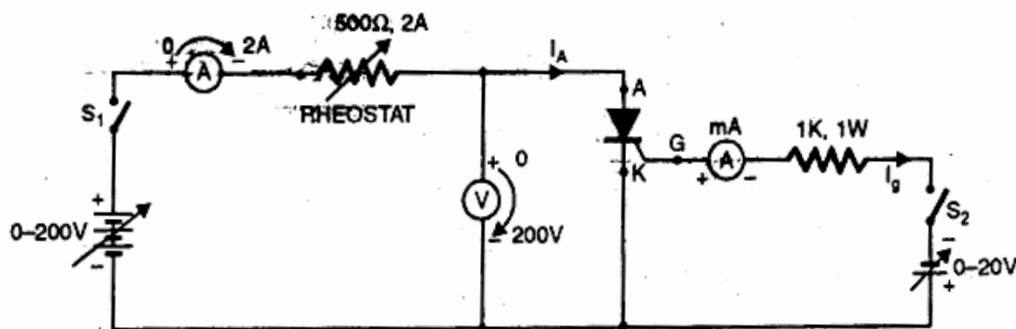 500Ω, 2A
0
2A
+
−
A
RHEOSTAT
I_A
S₁
A
mA
1K, 1W
G
K
A
+ −
I_g
+ 0
V
− 200V
S₂
0–200V
+
−
−
0–20V
+